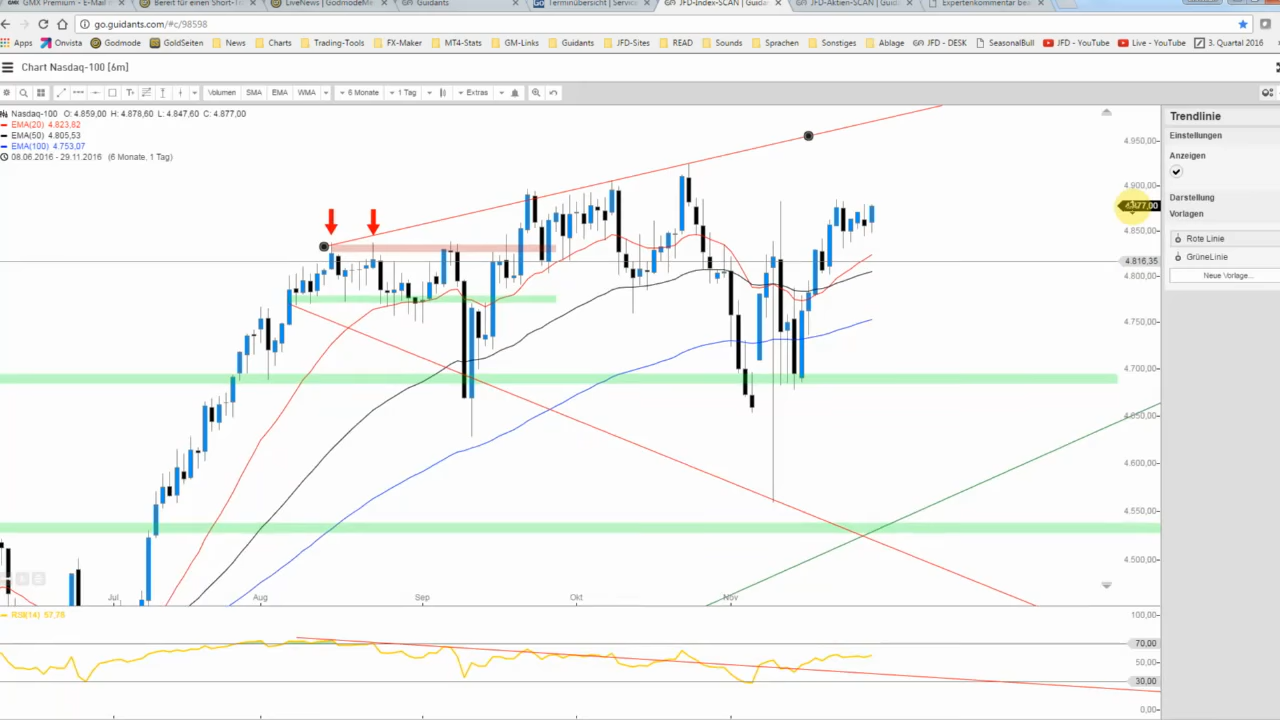 GMX Premium - E-Mail
Bereit für einen Short-T
LiveNews | GodmodeM
Guidants
Terminübersicht | Servic
JFD-Index-SCAN | Guidan
JFD-Aktien-SCAN | Guida
Expertenkommentar bei
go.guidants.com/#c/98598
Apps Onvista Godmode GoldSeiten News Charts Trading-Tools FX-Maker MT4-Stats GM-Links Guidants JFD-Sites READ Sounds Sprachen Sonstiges Ablage JFD - DESK SeasonalBull JFD - YouTube Live - YouTube 3. Quartal 2016
Chart Nasdaq-100 [6m]
Volumen SMA EMA WMA 6 Monate 1 Tag Extras
Nasdaq-100 O: 4.859,00 H: 4.878,60 L: 4.847,60 C: 4.877,00
EMA(20) 4.823,82
EMA(50) 4.805,53
EMA(100) 4.753,07
08.06.2016 - 29.11.2016 (6 Monate, 1 Tag)
Trendlinie
Einstellungen
Anzeigen
Darstellung
Vorlagen
Rote Linie
GrüneLinie
Neue Vorlage...
4.950,00
4.900,00
4.877,00
4.850,00
4.816,35
4.800,00
4.750,00
4.700,00
4.650,00
4.600,00
4.550,00
4.500,00
Jul Aug Sep Okt Nov
RSI(14) 57,78
100,00
70,00
50,00
30,00
0,00